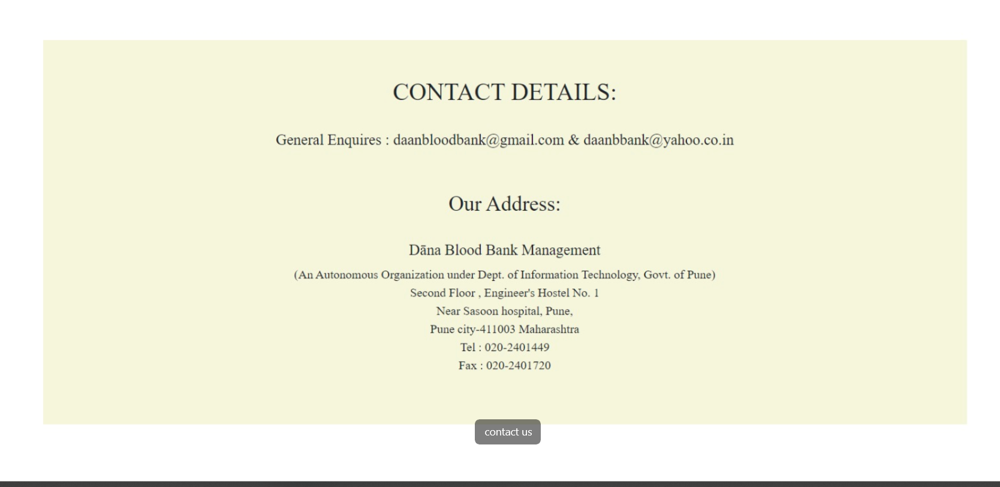 CONTACT DETAILS:
General Enquires : daanbloodbank@gmail.com & daanbbank@yahoo.co.in
Our Address:
Dāna Blood Bank Management
(An Autonomous Organization under Dept. of Information Technology, Govt. of Pune)
Second Floor , Engineer's Hostel No. 1
Near Sasoon hospital, Pune,
Pune city-411003 Maharashtra
Tel : 020-2401449
Fax : 020-2401720
contact us